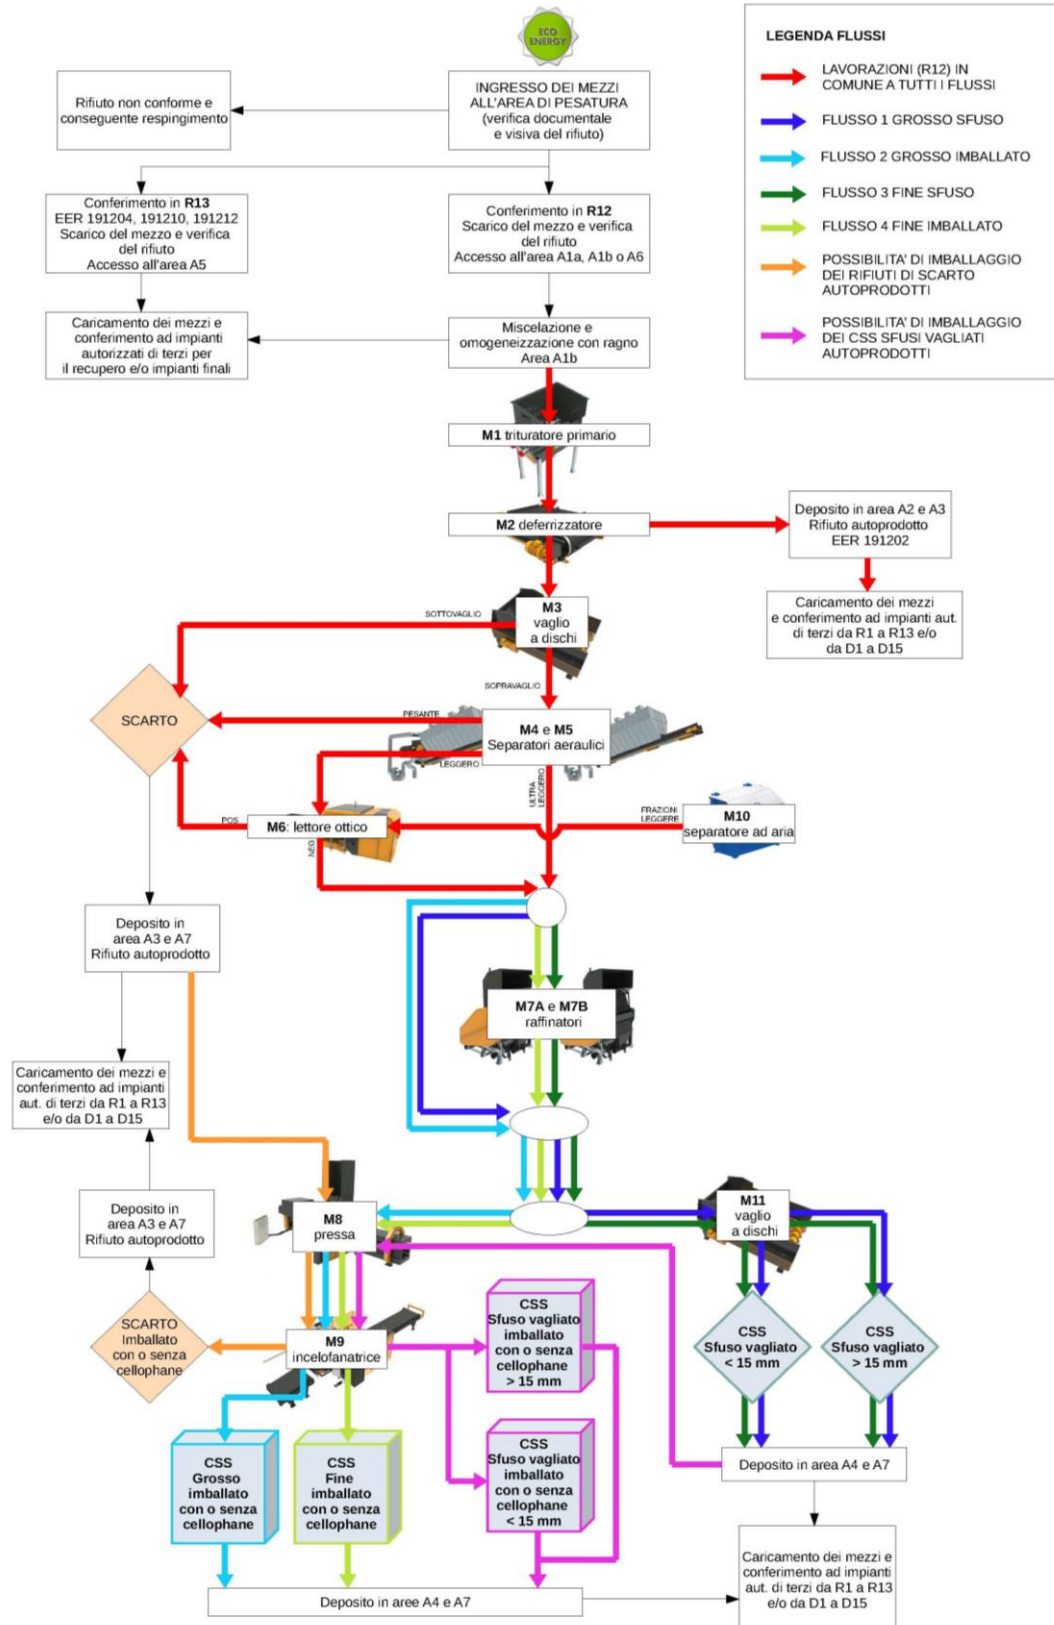 ECO
ENERGY
INGRESSO DEI MEZZI
ALL'AREA DI PESATURA
(verifica documentale
e visiva del rifiuto)
Rifiuto non conforme e
conseguente respingimento
Conferimento in R13
EER 191204, 191210, 191212
Scarico del mezzo e verifica
del rifiuto
Accesso all'area A5
Conferimento in R12
Scarico del mezzo e verifica
del rifiuto
Accesso all'area A1a, A1b o A6
Caricamento dei mezzi e
conferimento ad impianti
autorizzati di terzi per
il recupero e/o impianti finali
Miscelazione e
omogeneizzazione con ragno
Area A1b
LEGENDA FLUSSI
LAVORAZIONI (R12) IN
COMUNE A TUTTI I FLUSSI
FLUSSO 1 GROSSO SFUSO
FLUSSO 2 GROSSO IMBALLATO
FLUSSO 3 FINE SFUSO
FLUSSO 4 FINE IMBALLATO
POSSIBILITA' DI IMBALLAGGIO
DEI RIFIUTI DI SCARTO
AUTOPRODOTTI
POSSIBILITA' DI IMBALLAGGIO
DEI CSS SFUSI VAGLIATI
AUTOPRODOTTI
M1 trituratore primario
M2 deferrizzatore
Deposito in area A2 e A3
Rifiuto autoprodotto
EER 191202
Caricamento dei mezzi
e conferimento ad impianti aut.
di terzi da R1 a R13 e/o
da D1 a D15
M3
vaglio
a dischi
SOTTOVAGLIO
SOPRAVAGLIO
SCARTO
PESANTE
M4 e M5
Separatori aeraulici
LEGGERO
ULTRA
LEGGERO
POS
M6: lettore ottico
NEG
FRAZIONI
LEGGERE
M10
separatore ad aria
Deposito in
area A3 e A7
Rifiuto autoprodotto
M7A e M7B
raffinatori
Caricamento dei mezzi e
conferimento ad impianti
aut. di terzi da R1 a R13
e/o da D1 a D15
Deposito in
area A3 e A7
Rifiuto autoprodotto
M8
pressa
M11
vaglio
a dischi
SCARTO
Imballato
con o senza
cellophane
M9
incelofanatrice
CSS
Sfuso vagliato
imballato
con o senza
cellophane
> 15 mm
CSS
Sfuso vagliato
< 15 mm
CSS
Sfuso vagliato
> 15 mm
CSS
Grosso
imballato
con o senza
cellophane
CSS
Fine
imballato
con o senza
cellophane
CSS
Sfuso vagliato
imballato
con o senza
cellophane
< 15 mm
Deposito in area A4 e A7
Deposito in aree A4 e A7
Caricamento dei mezzi e
conferimento ad impianti
aut. di terzi da R1 a R13
e/o da D1 a D15